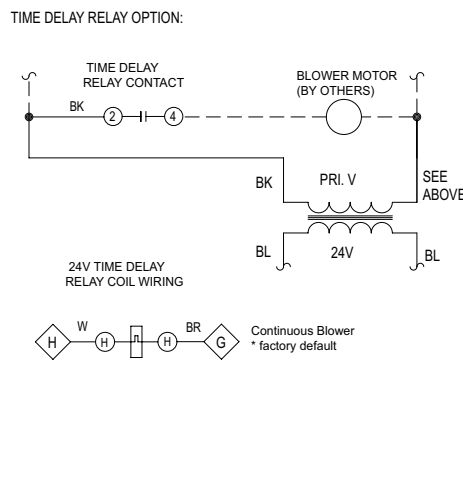 TIME DELAY RELAY OPTION:
TIME DELAY
RELAY CONTACT
BLOWER MOTOR
(BY OTHERS)
BK
2
4
BK
PRI. V
SEE
ABOVE
BL
24V
BL
24V TIME DELAY
RELAY COIL WIRING
H
W
H
H
BR
G
Continuous Blower
* factory default